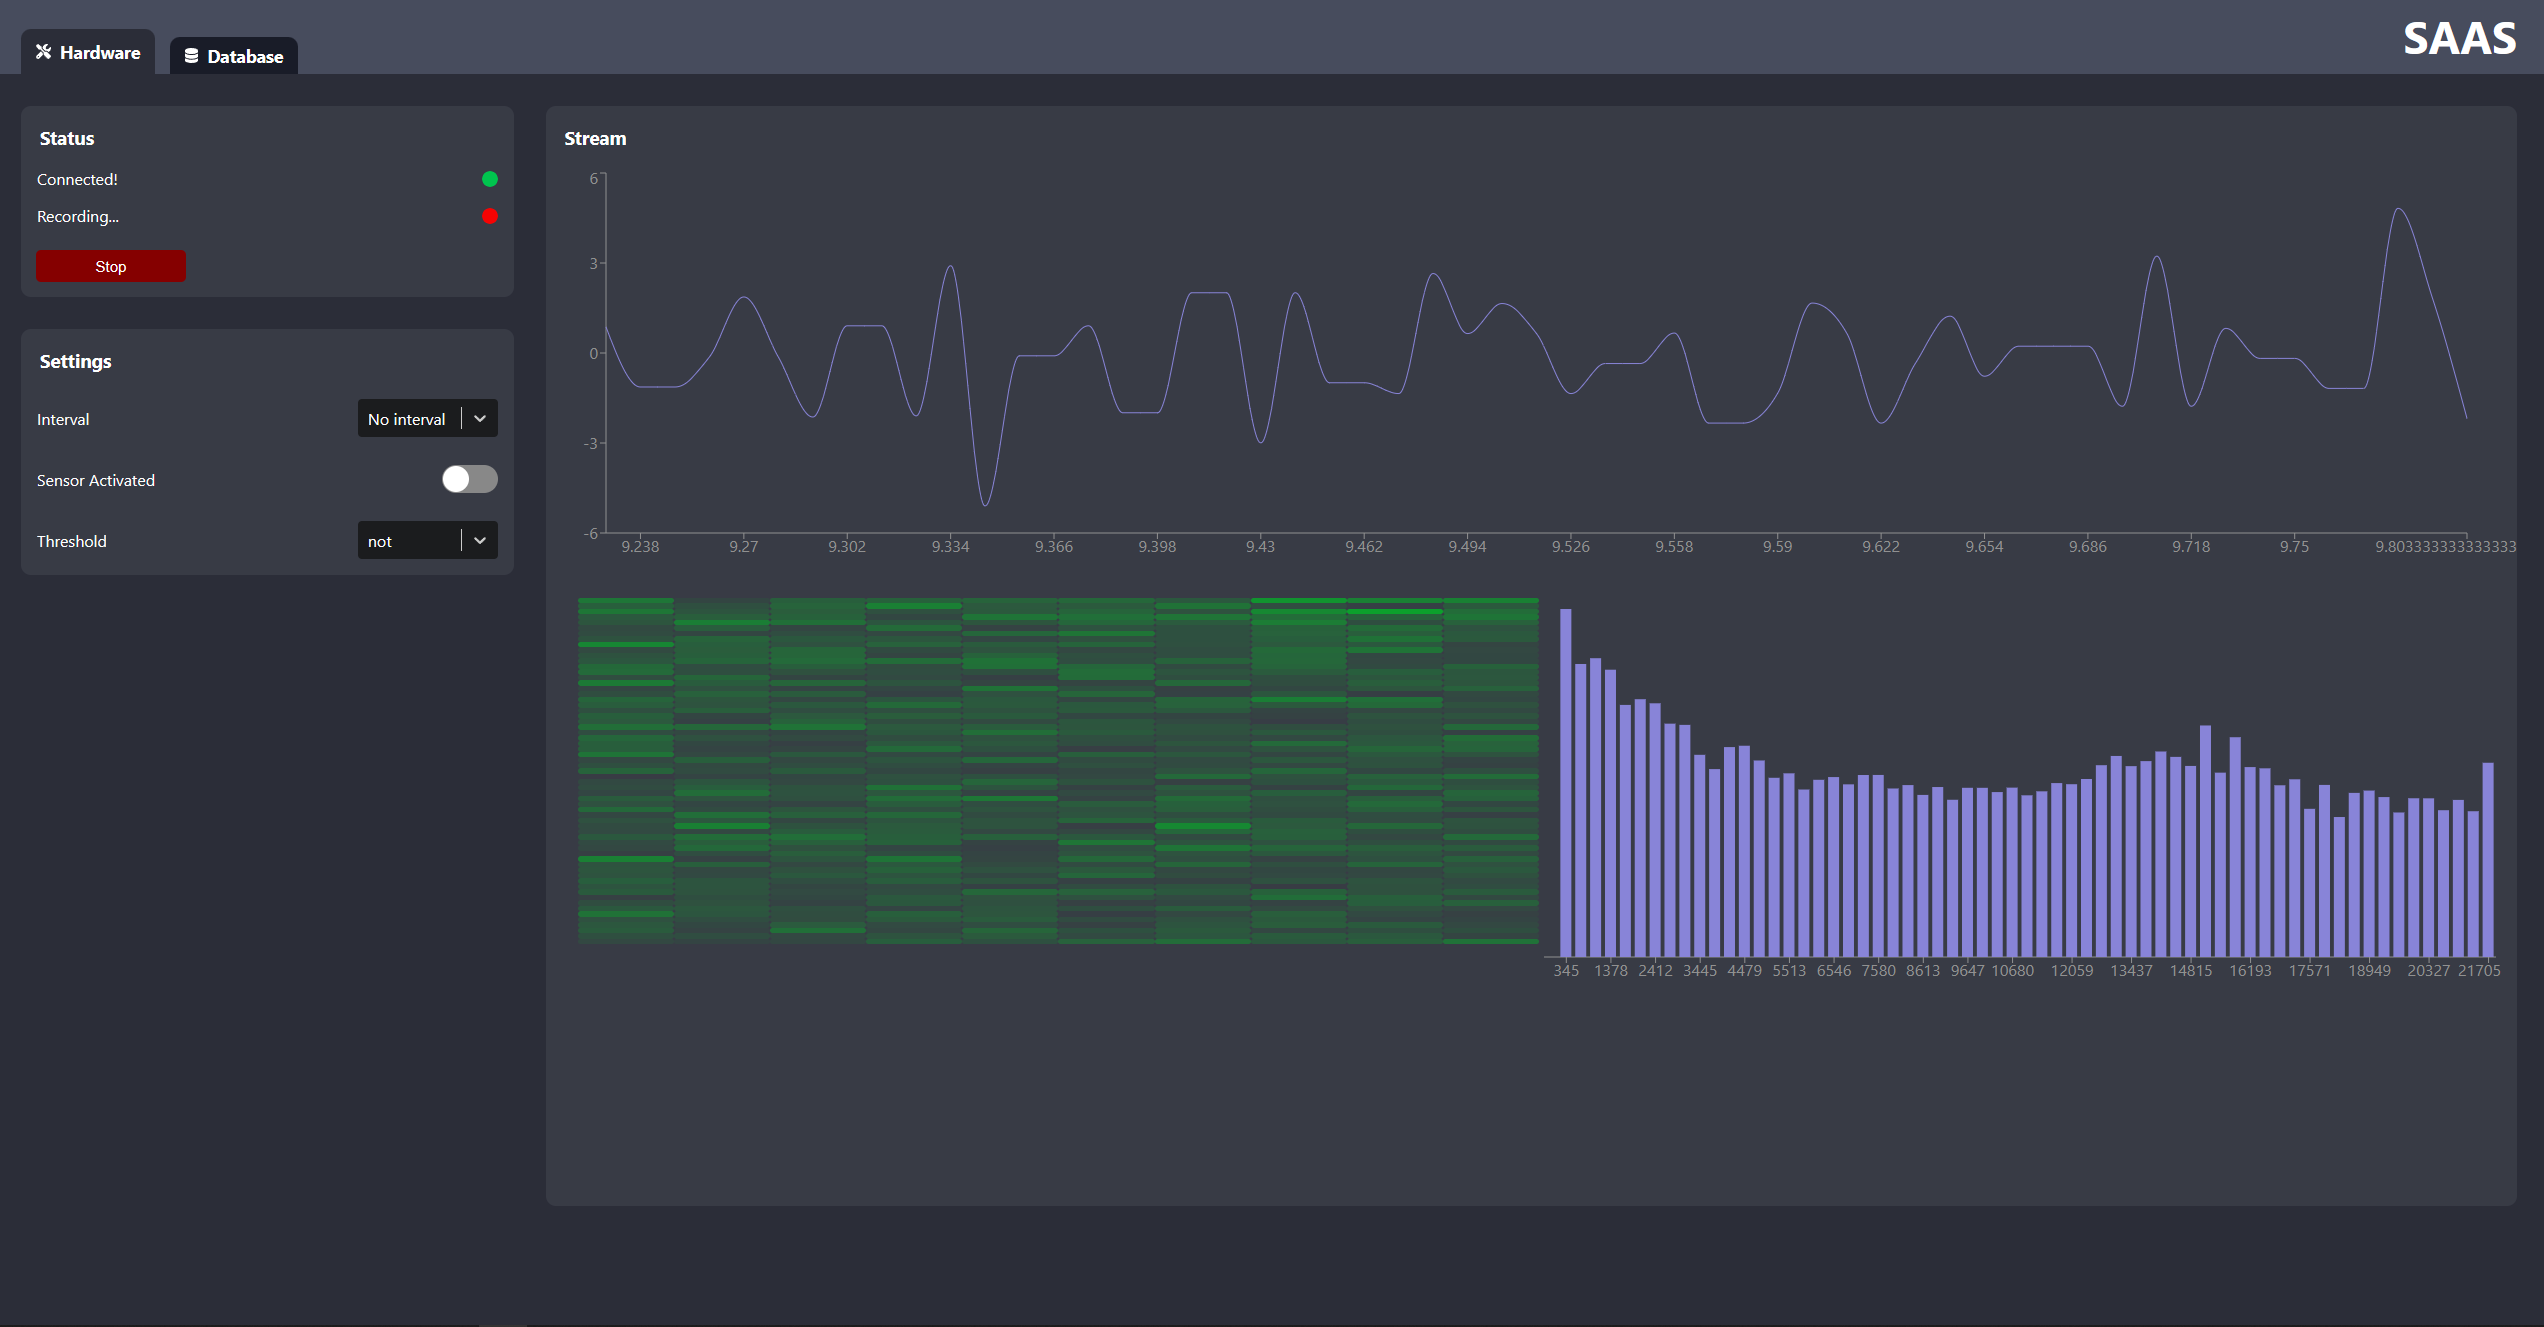 Hardware
Database
SAAS
Status
Connected!
Recording...
Stop
Settings
Interval
No interval
Sensor Activated
Threshold
not
Stream
6
3
0
-3
-6
9.238 9.27 9.302 9.334 9.366 9.398 9.43 9.462 9.494 9.526 9.558 9.59 9.622 9.654 9.686 9.718 9.75 9.803333333333333
345 1378 2412 3445 4479 5513 6546 7580 8613 9647 10680 12059 13437 14815 16193 17571 18949 20327 21705